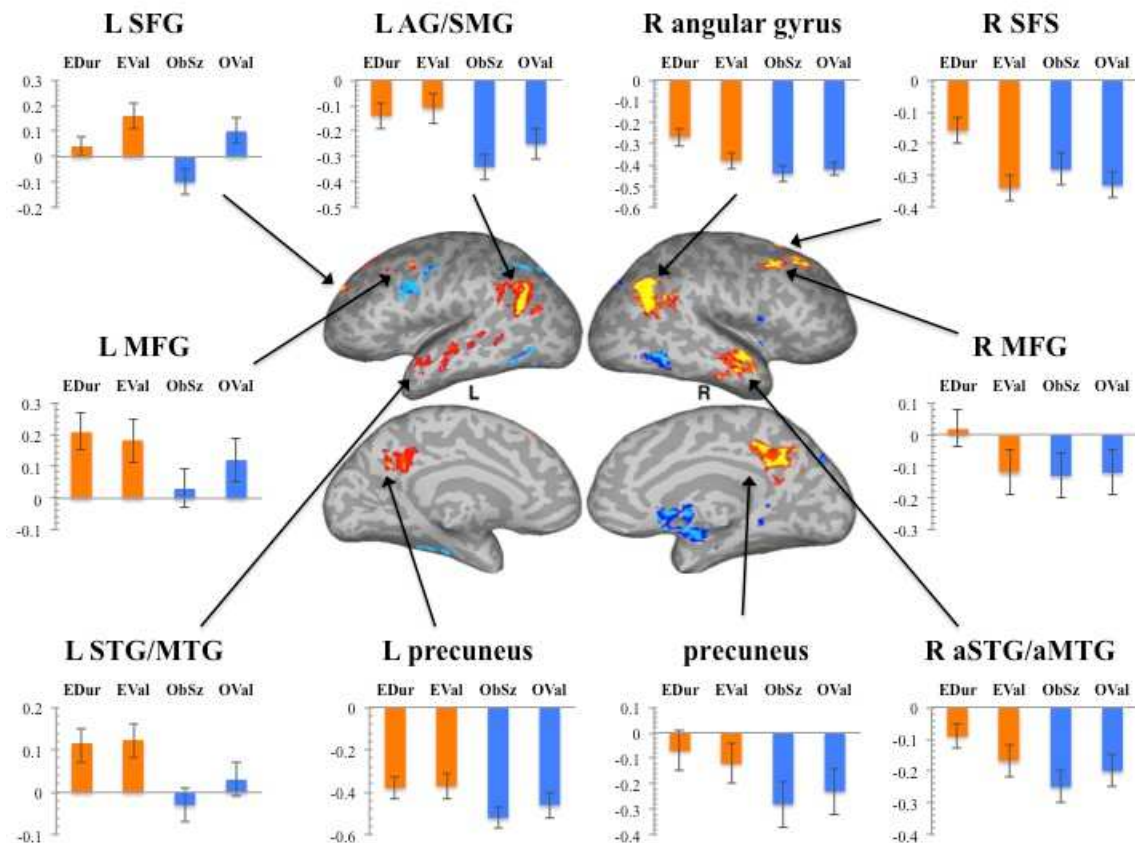 L SFG
EDur EVal ObSz OVal
0.3
0.2
0.1
0
-0.1
-0.2
L AG/SMG
EDur EVal ObSz OVal
0
-0.1
-0.2
-0.3
-0.4
-0.5
R angular gyrus
EDur EVal ObSz OVal
0
-0.1
-0.2
-0.3
-0.4
-0.5
-0.6
R SFS
EDur EVal ObSz OVal
0
-0.1
-0.2
-0.3
-0.4
L MFG
EDur EVal ObSz OVal
0.3
0.2
0.1
0
-0.1
L
R
R MFG
EDur EVal ObSz OVal
0.1
0
-0.1
-0.2
-0.3
L STG/MTG
EDur EVal ObSz OVal
0.2
0.1
0
-0.1
L precuneus
EDur EVal ObSz OVal
0
-0.2
-0.4
-0.6
precuneus
EDur EVal ObSz OVal
0.1
0
-0.1
-0.2
-0.3
-0.4
R aSTG/aMTG
EDur EVal ObSz OVal
0
-0.1
-0.2
-0.3
-0.4